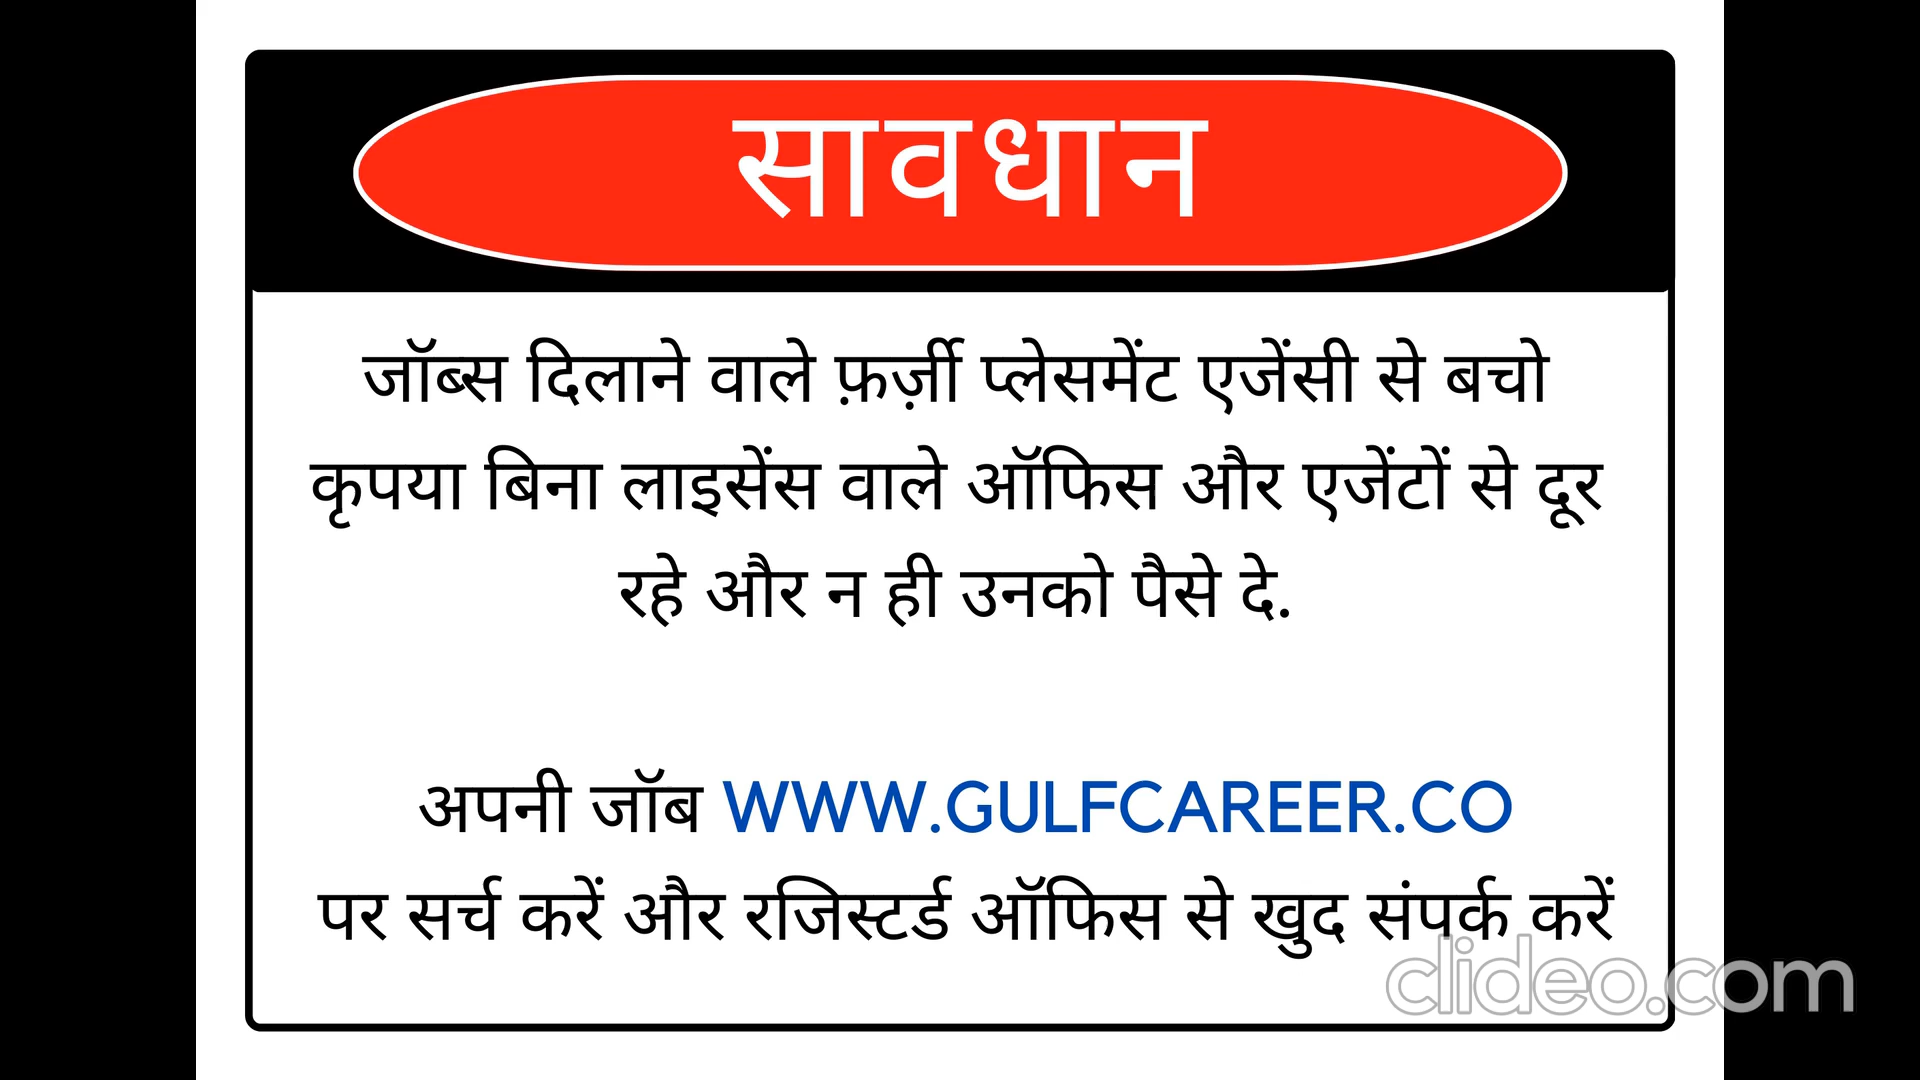 सावधान
जॉब्स दिलाने वाले फ़र्ज़ी प्लेसमेंट एजेंसी से बचो
कृपया बिना लाइसेंस वाले ऑफिस और एजेंटों से दूर
रहे और न ही उनको पैसे दे.
अपनी जॉब WWW.GULFCAREER.CO
पर सर्च करें और रजिस्टर्ड ऑफिस से खुद संपर्क करें
clideo.com